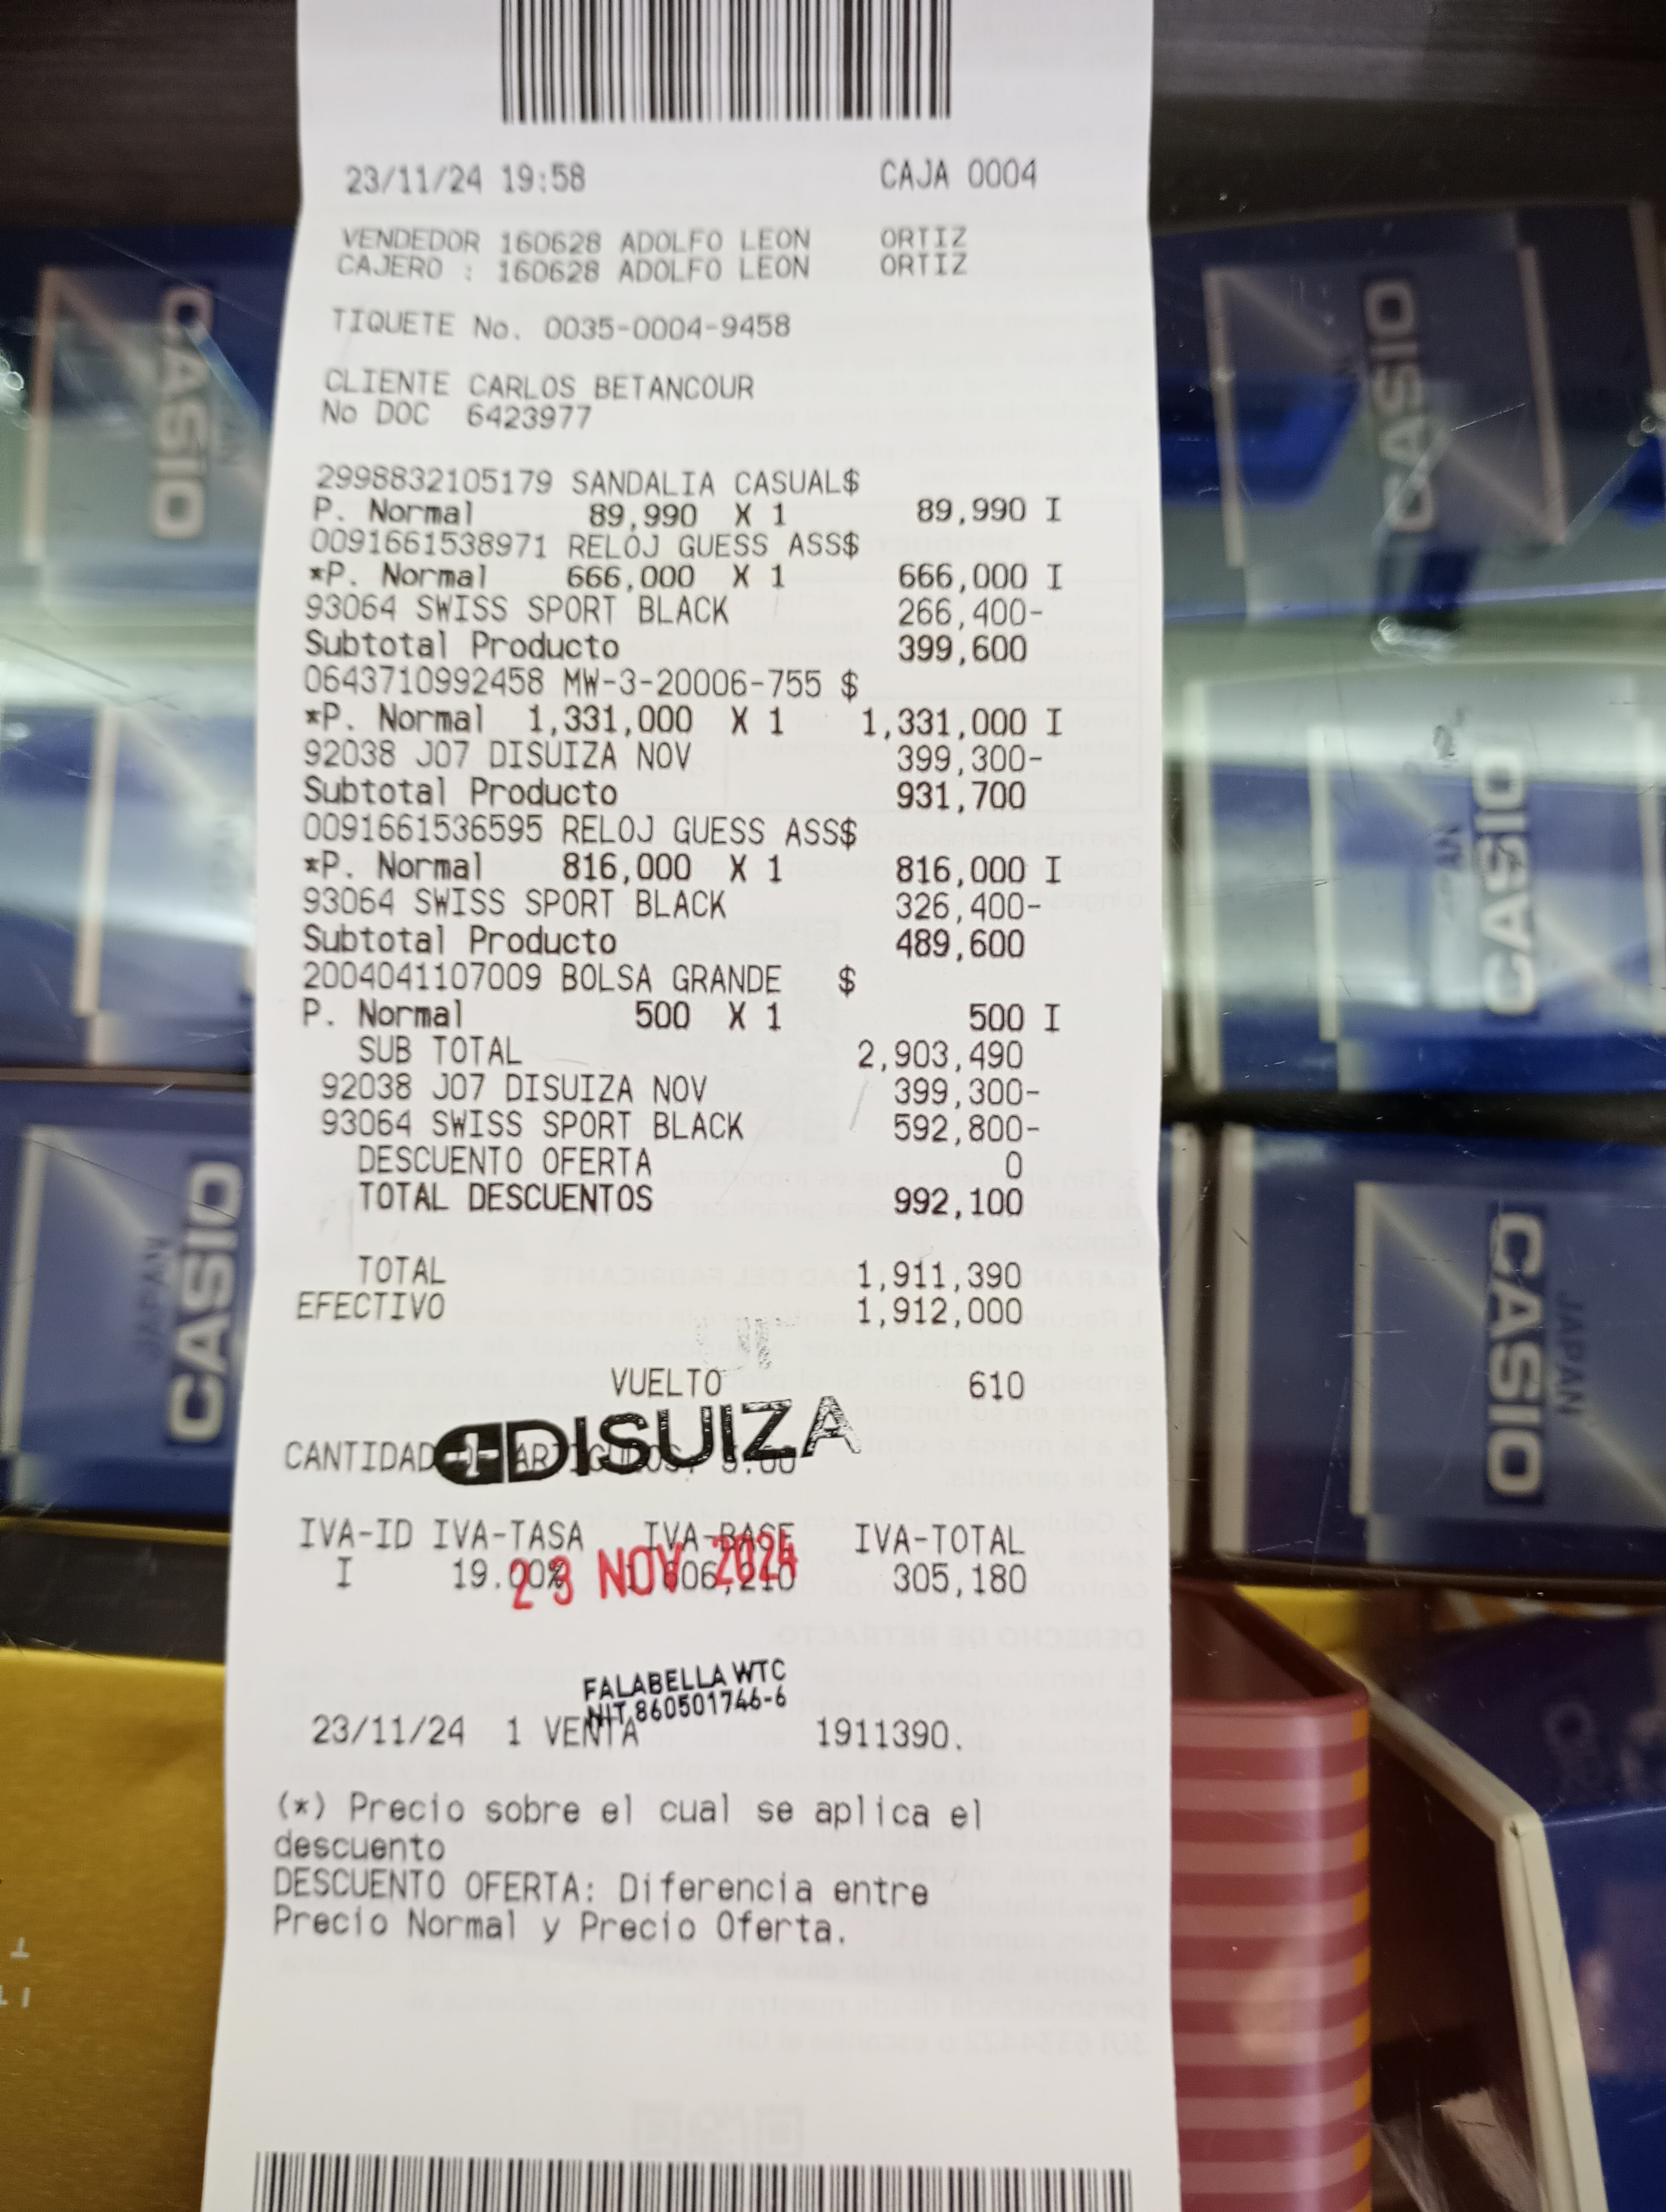 23/11/24 19:58 CAJA 0004
VENDEDOR 160628 ADOLFO LEON ORTIZ
CAJERO : 160628 ADOLFO LEON ORTIZ
TIQUETE No. 0035-0004-9458
CLIENTE CARLOS BETANCOUR
No DOC 6423977
2998832105179 SANDALIA CASUAL$
P. Normal 89,990 X 1 89,990 I
0091661538971 RELOJ GUESS ASS$
*P. Normal 666,000 X 1 666,000 I
93064 SWISS SPORT BLACK 266,400-
Subtotal Producto 399,600
0643710992458 MW-3-20006-755 $
*P. Normal 1,331,000 X 1 1,331,000 I
92038 J07 DISUIZA NOV 399,300-
Subtotal Producto 931,700
0091661536595 RELOJ GUESS ASS$
*P. Normal 816,000 X 1 816,000 I
93064 SWISS SPORT BLACK 326,400-
Subtotal Producto 489,600
2004041107009 BOLSA GRANDE $
P. Normal 500 X 1 500 I
SUB TOTAL 2,903,490
92038 J07 DISUIZA NOV 399,300-
93064 SWISS SPORT BLACK 592,800-
DESCUENTO OFERTA 0
TOTAL DESCUENTOS 992,100
TOTAL 1,911,390
EFECTIVO 1,912,000
VUELTO 610
DISUIZA
CANTIDAD
IVA-ID IVA-TASA IVA-BASE IVA-TOTAL
I 19.00% 1,606,210 305,180
23 NOV 2024
FALABELLA WTC
NIT.860501746-6
23/11/24 1 VENTA 1911390.
(*) Precio sobre el cual se aplica el
descuento
DESCUENTO OFERTA: Diferencia entre
Precio Normal y Precio Oferta.
CASIO
CASIO
CASIO
CASIO
CASIO
JAPAN
JAPAN